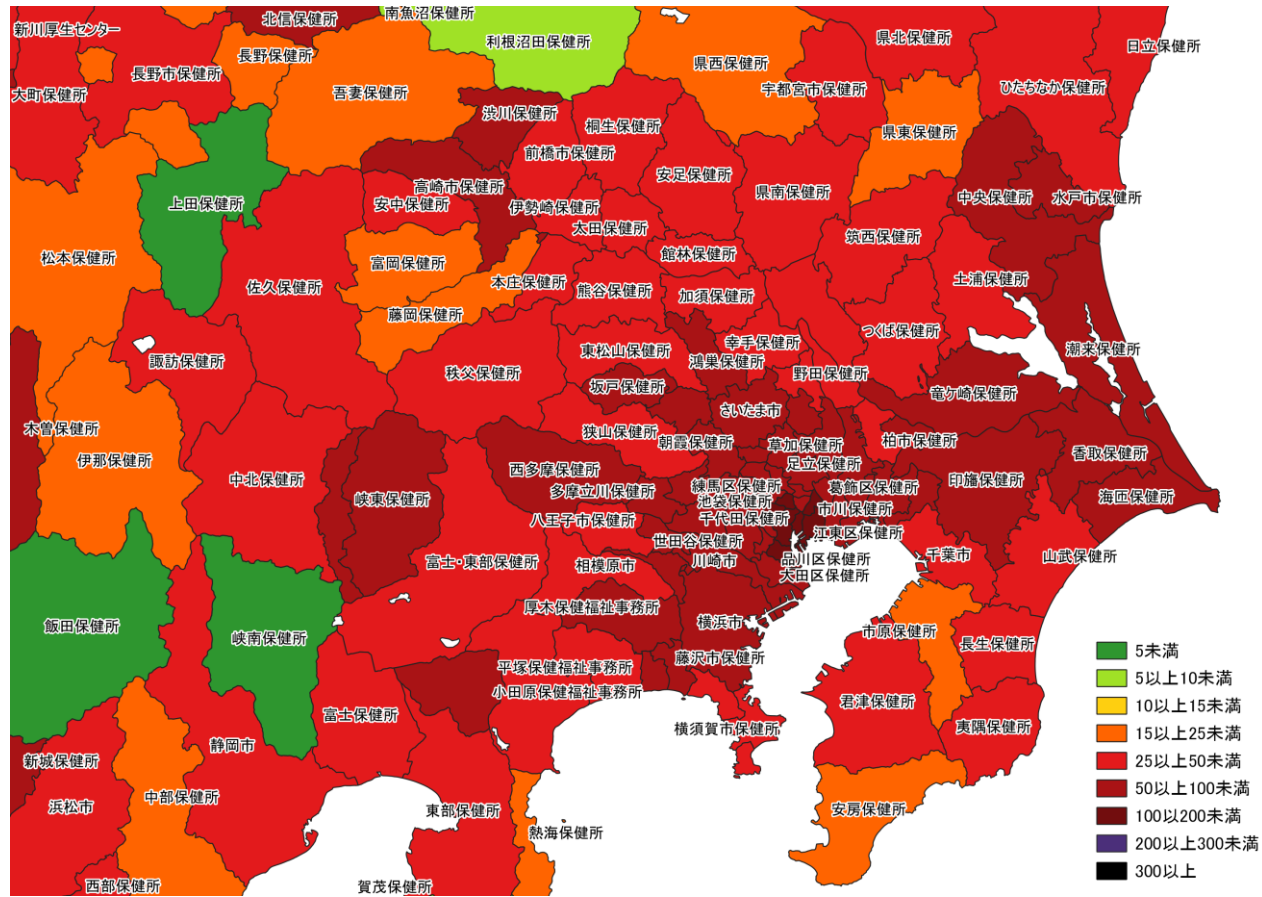 南魚沼保健所
北信保健所
新川厚生センター
利根沼田保健所
県北保健所
日立保健所
長野保健所
県西保健所
長野市保健所
宇都宮市保健所
ひたちなか保健所
大町保健所
吾妻保健所
渋川保健所
桐生保健所
県東保健所
前橋市保健所
安足保健所
高崎市保健所
県南保健所
中央保健所
水戸市保健所
上田保健所
安中保健所
伊勢崎保健所
太田保健所
筑西保健所
松本保健所
富岡保健所
館林保健所
土浦保健所
佐久保健所
本庄保健所
熊谷保健所
加須保健所
藤岡保健所
つくば保健所
幸手保健所
潮来保健所
諏訪保健所
東松山保健所
鴻巣保健所
秩父保健所
野田保健所
坂戸保健所
竜ケ崎保健所
さいたま市
木曽保健所
狭山保健所
朝霞保健所
草加保健所
柏市保健所
伊那保健所
香取保健所
足立保健所
西多摩保健所
中北保健所
印旛保健所
練馬区保健所
葛飾区保健所
多摩立川保健所
峡東保健所
海匝保健所
池袋保健所
市川保健所
八王子市保健所
千代田保健所
江東区保健所
世田谷保健所
千葉市
山武保健所
富士・東部保健所
相模原市
川崎市
品川区保健所
大田区保健所
厚木保健福祉事務所
飯田保健所
横浜市
峡南保健所
市原保健所
長生保健所
藤沢市保健所
平塚保健福祉事務所
小田原保健福祉事務所
君津保健所
富士保健所
横須賀市保健所
夷隅保健所
静岡市
新城保健所
中部保健所
浜松市
東部保健所
安房保健所
熱海保健所
西部保健所
賀茂保健所
5未満
5以上10未満
10以上15未満
15以上25未満
25以上50未満
50以上100未満
100以200未満
200以上300未満
300以上